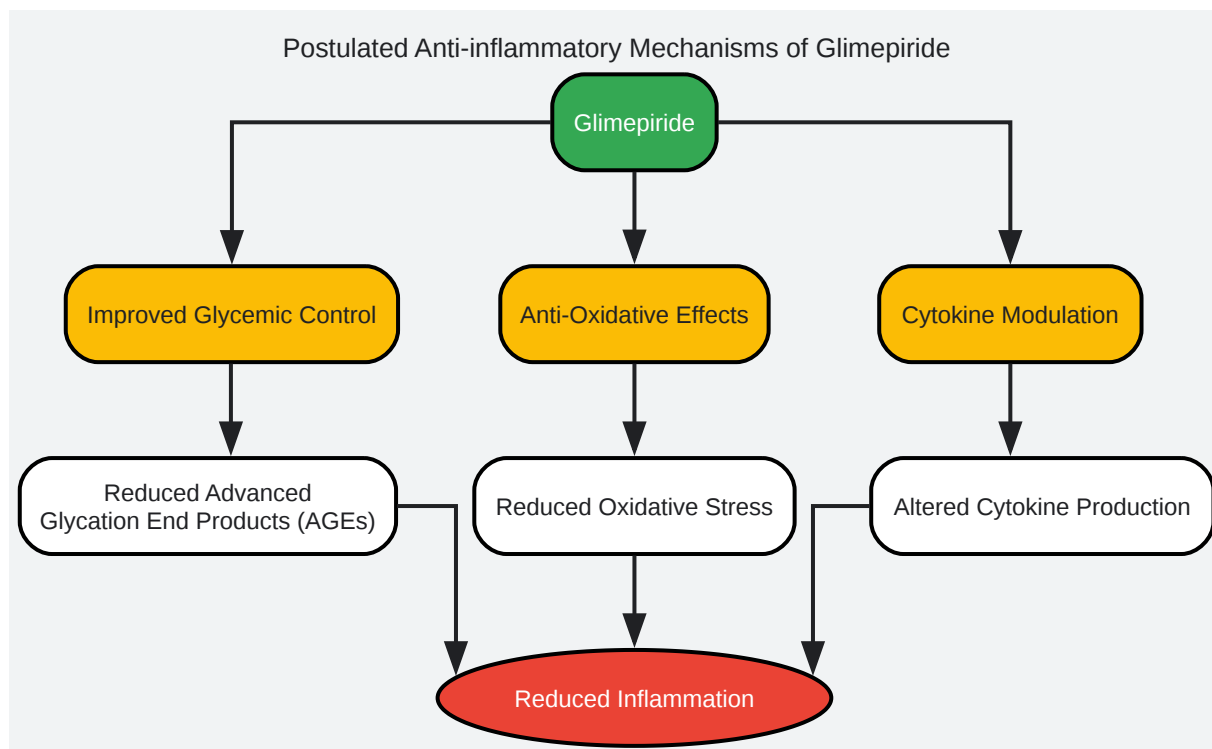 Postulated Anti-inflammatory Mechanisms of Glimepiride
Glimepiride
Improved Glycemic Control
Anti-Oxidative Effects
Cytokine Modulation
Reduced Advanced
Glycation End Products (AGEs)
Reduced Oxidative Stress
Altered Cytokine Production
Reduced Inflammation